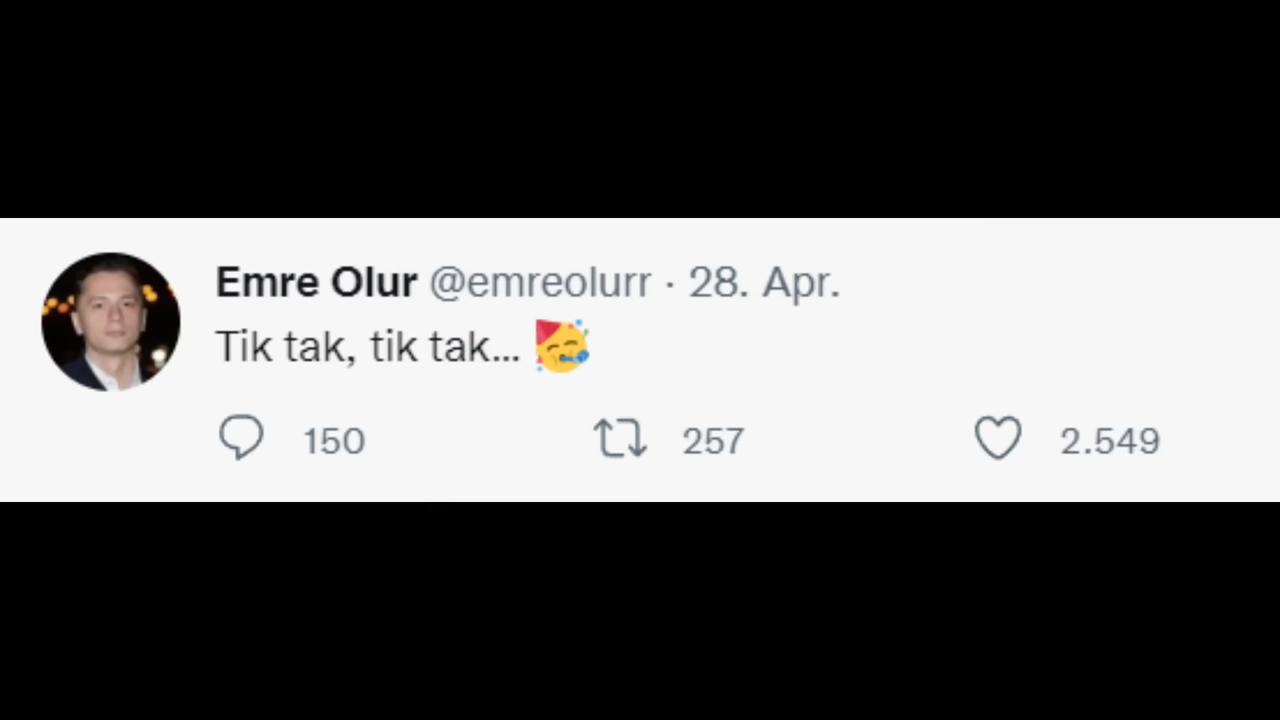 Emre Olur @emreolurr · 28. Apr.
Tik tak, tik tak... 🥳
150 257 2.549